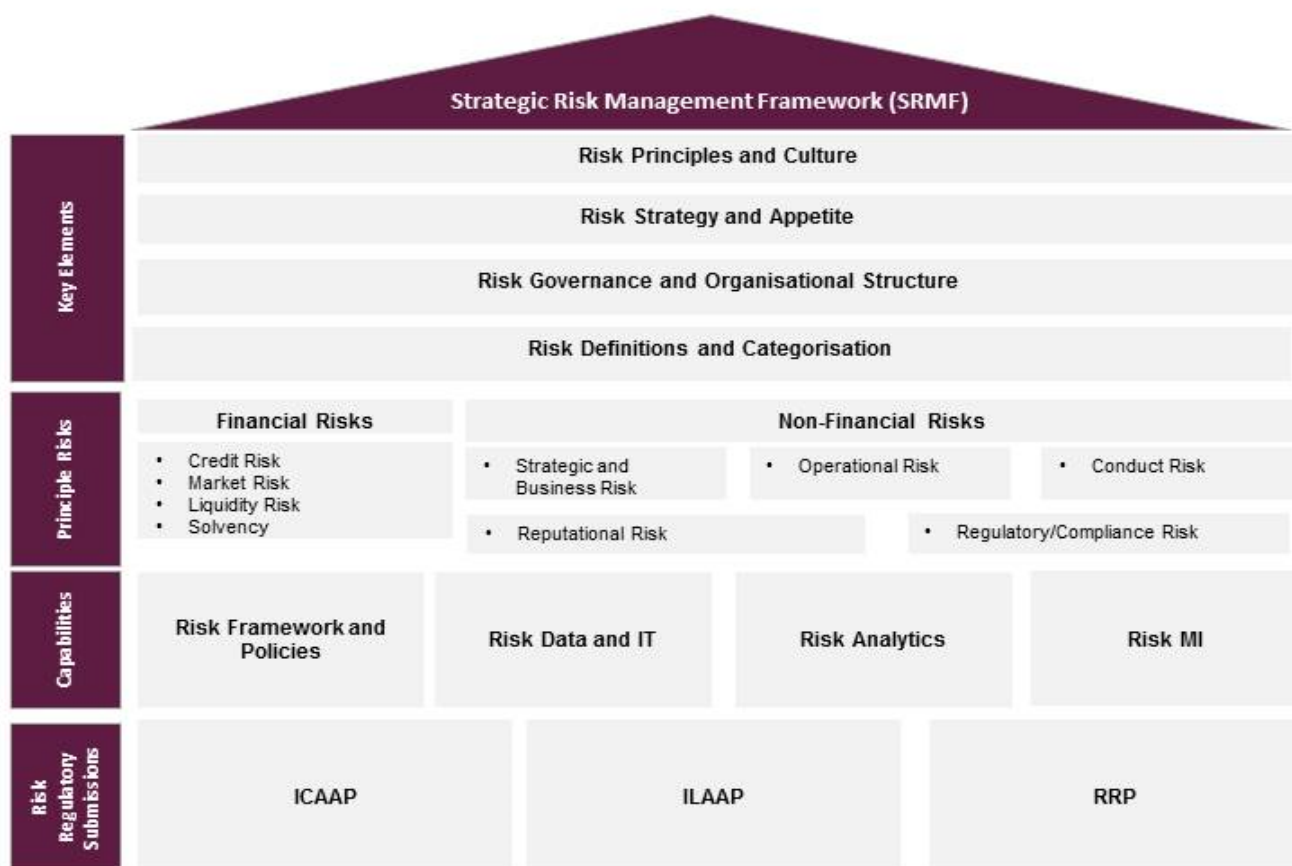 Strategic Risk Management Framework (SRMF)
Key Elements
Risk Principles and Culture
Risk Strategy and Appetite
Risk Governance and Organisational Structure
Risk Definitions and Categorisation
Principle Risks
Financial Risks
• Credit Risk
• Market Risk
• Liquidity Risk
• Solvency
Non-Financial Risks
• Strategic and
Business Risk
• Operational Risk
• Conduct Risk
• Reputational Risk
• Regulatory/Compliance Risk
Capabilities
Risk Framework and
Policies
Risk Data and IT
Risk Analytics
Risk MI
Risk
Regulatory
Submissions
ICAAP
ILAAP
RRP